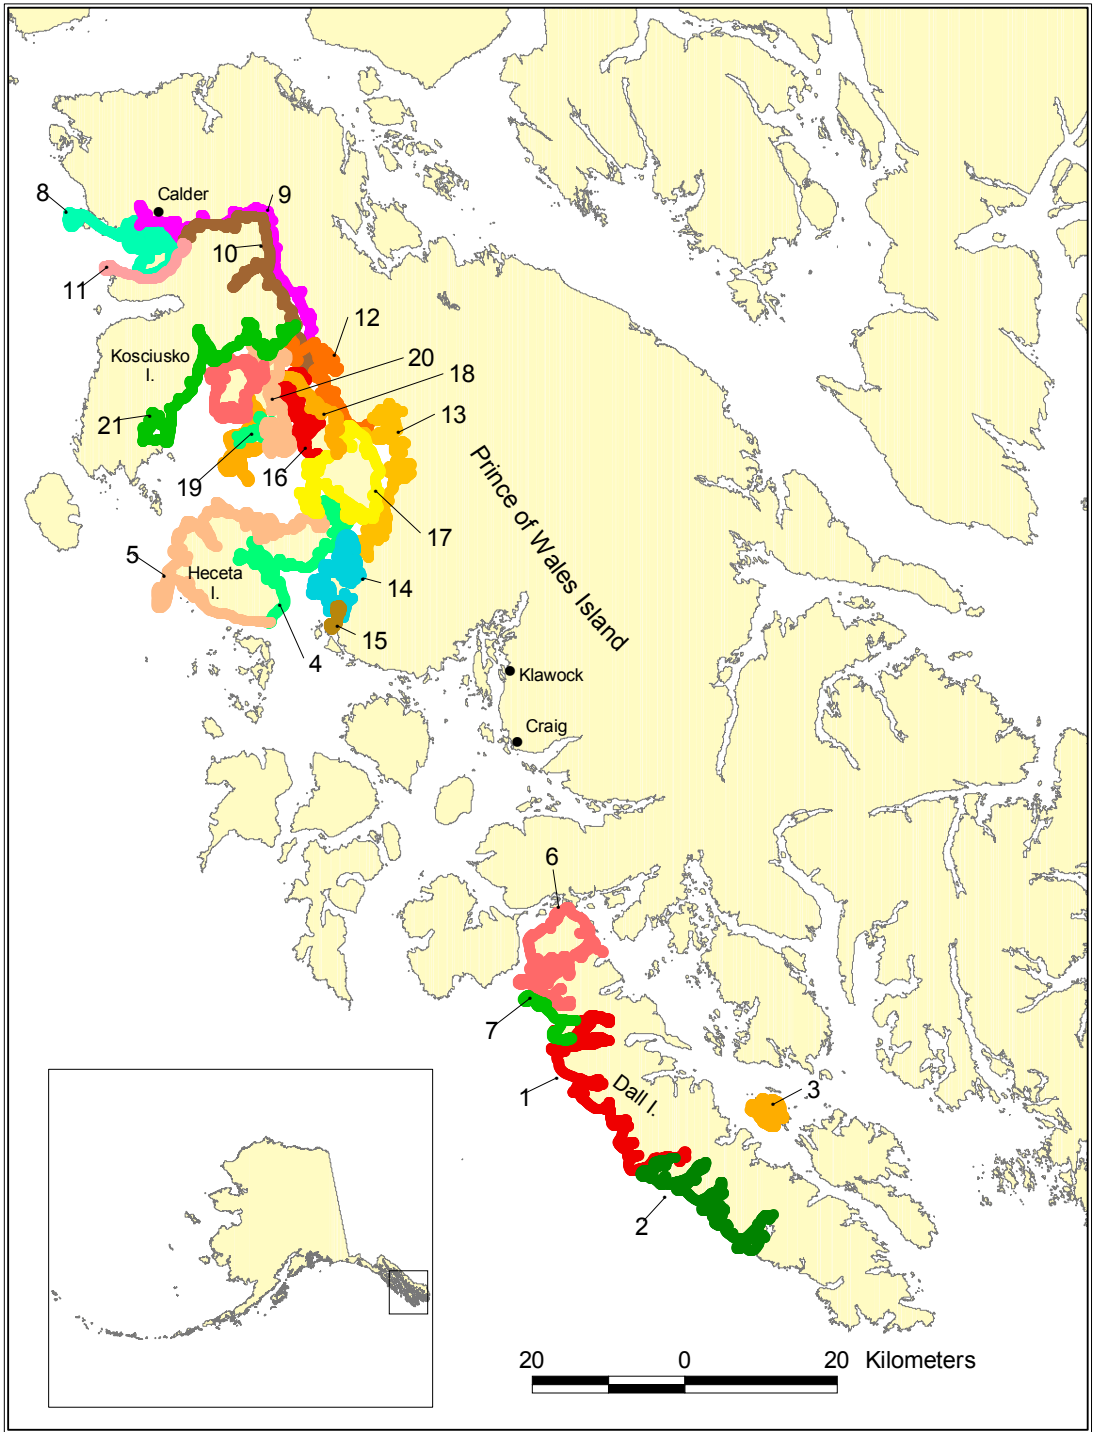 8
Calder
9
10
11
12
Kosciusko
I.
20
18
21
13
19
16
17
Prince of Wales Island
5
Heceta
I.
14
15
4
Klawock
Craig
6
7
1
Dall I.
3
2
20 0 20 Kilometers